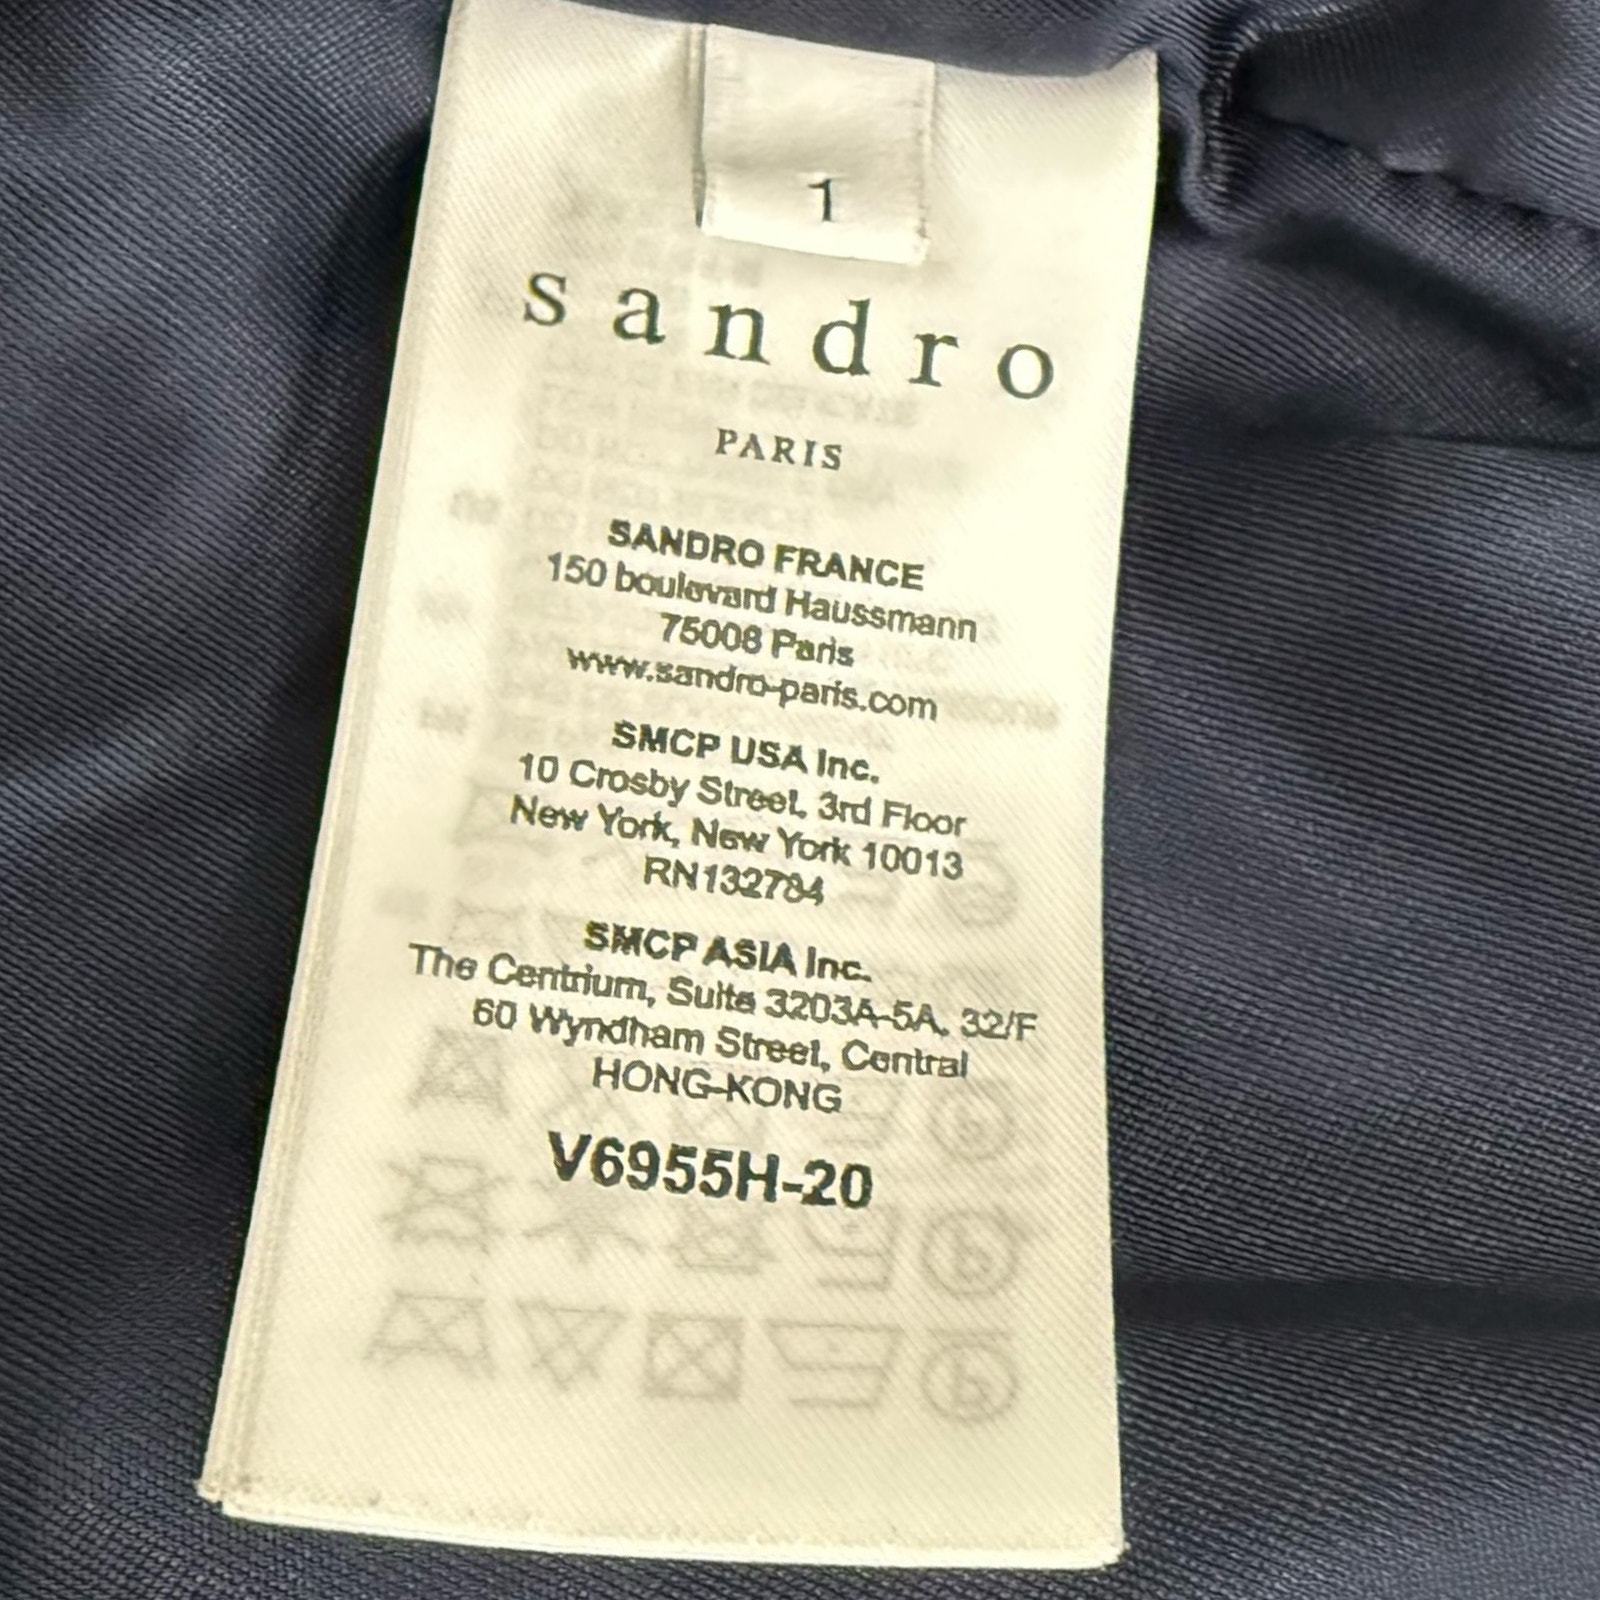 1
sandro
PARIS
SANDRO FRANCE
150 boulevard Haussmann
75008 Paris
www.sandro-paris.com
SMCP USA Inc.
10 Crosby Street, 3rd Floor
New York, New York 10013
RN132784
SMCP ASIA Inc.
The Centrium, Suite 3203A-5A, 32/F
60 Wyndham Street, Central
HONG-KONG
V6955H-20